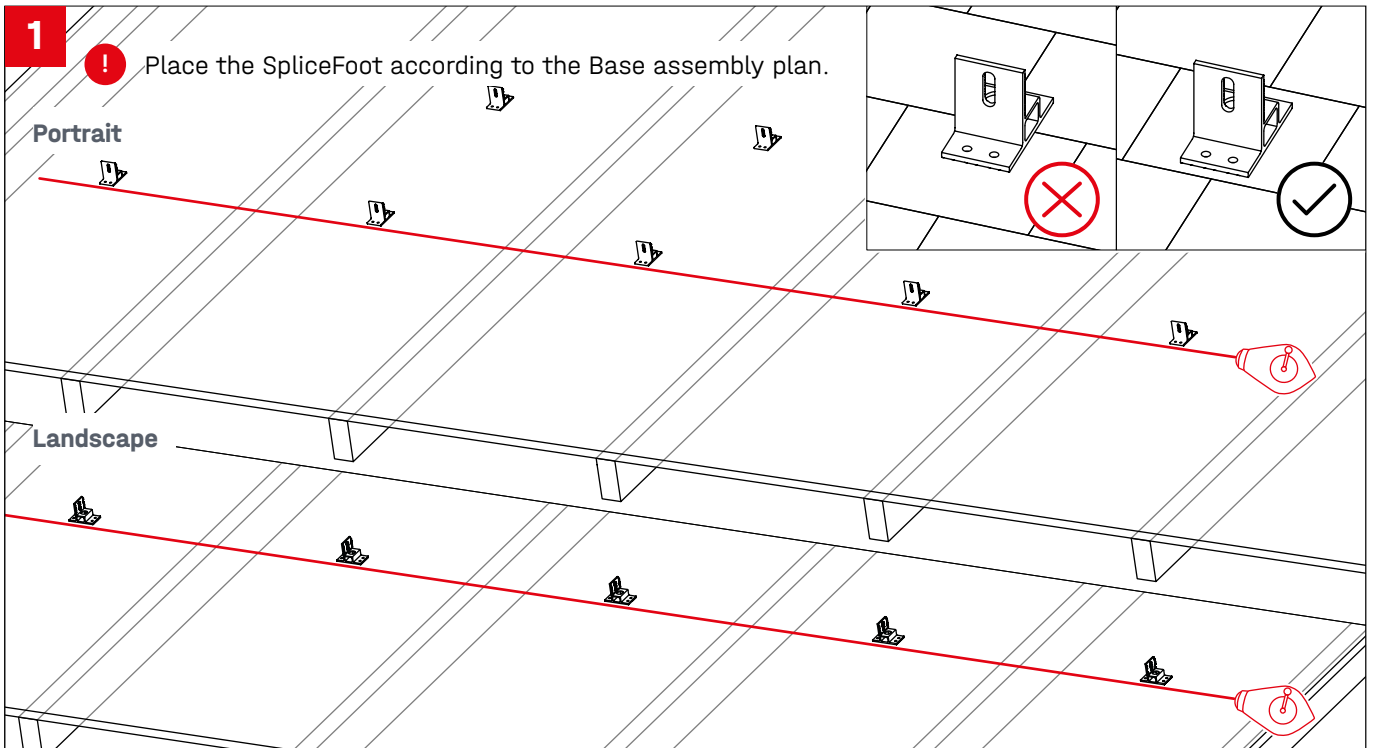 1
! Place the SpliceFoot according to the Base assembly plan.
Portrait
Landscape